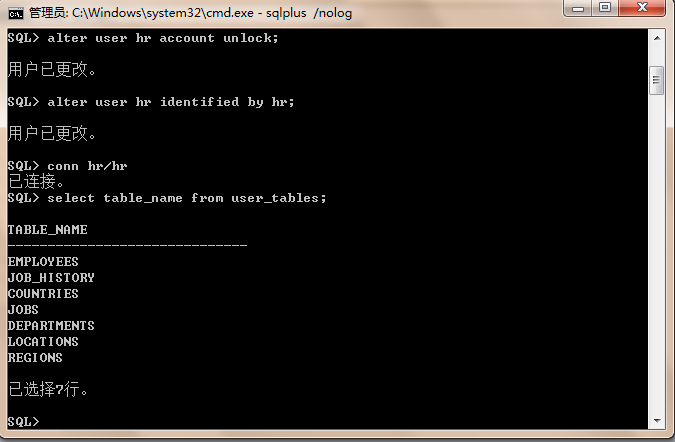 管理员: C:\Windows\system32\cmd.exe - sqlplus  /nolog
SQL> alter user hr account unlock;
用户已更改。
SQL> alter user hr identified by hr;
用户已更改。
SQL> conn hr/hr
已连接。
SQL> select table_name from user_tables;
TABLE_NAME
------------------------------
EMPLOYEES
JOB_HISTORY
COUNTRIES
JOBS
DEPARTMENTS
LOCATIONS
REGIONS
已选择7行。
SQL>